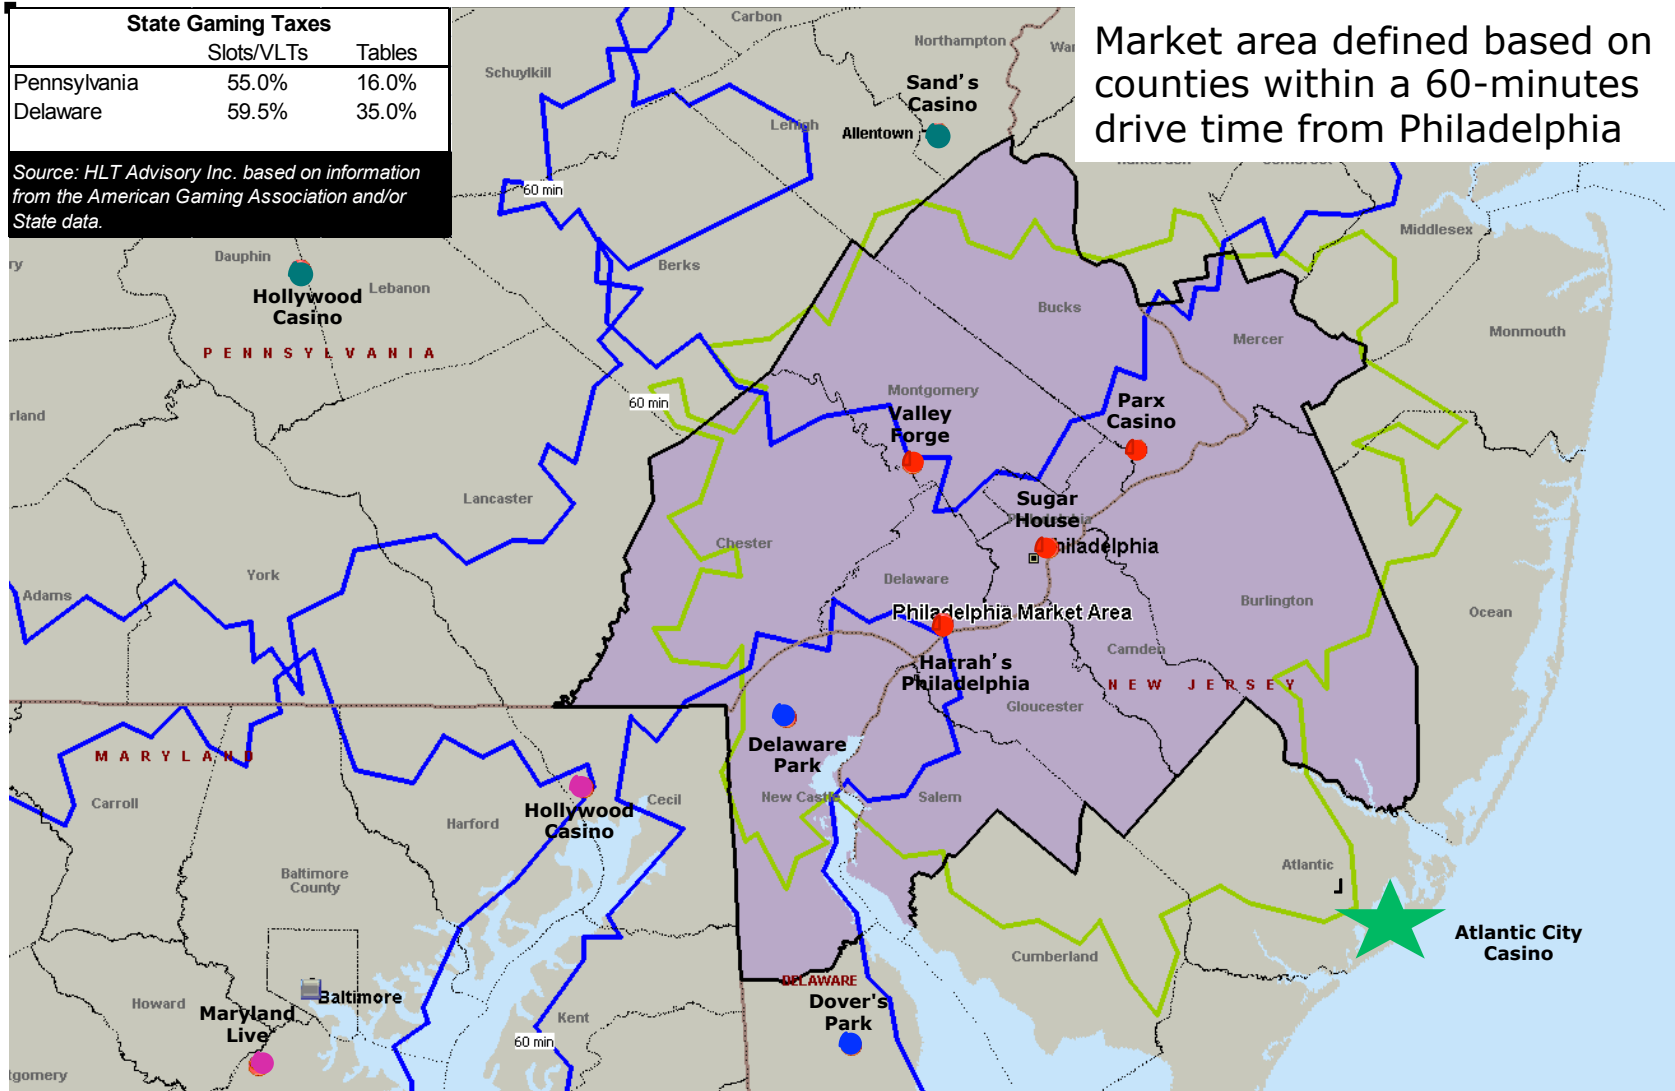 State Gaming Taxes
Slots/VLTs Tables
Pennsylvania 55.0% 16.0%
Delaware 59.5% 35.0%
Source: HLT Advisory Inc. based on information
from the American Gaming Association and/or
State data.
Market area defined based on
counties within a 60-minutes
drive time from Philadelphia
Carbon
Northampton
Schuylkill
Sand's
Casino
Lehigh
Allentown
60 min
Middlesex
Dauphin
Berks
Lebanon
Hollywood
Casino
Bucks
Monmouth
Mercer
PENNSYLVANIA
Montgomery
60 min
Parx
Casino
Valley
Forge
Lancaster
Sugar
House
Philadelphia
Chester
Philadelphia
York
Delaware
Adams
Burlington
Ocean
Philadelphia Market Area
Camden
Harrah's
Philadelphia
NEW JERSEY
Gloucester
Delaware
Park
MARYLAND
New Castle
Salem
Cecil
Carroll
Hollywood
Casino
Harford
Atlantic
Baltimore
County
Atlantic City
Casino
Cumberland
DELAWARE
Baltimore
Howard
Dover's
Park
Maryland
Live
Kent
60 min